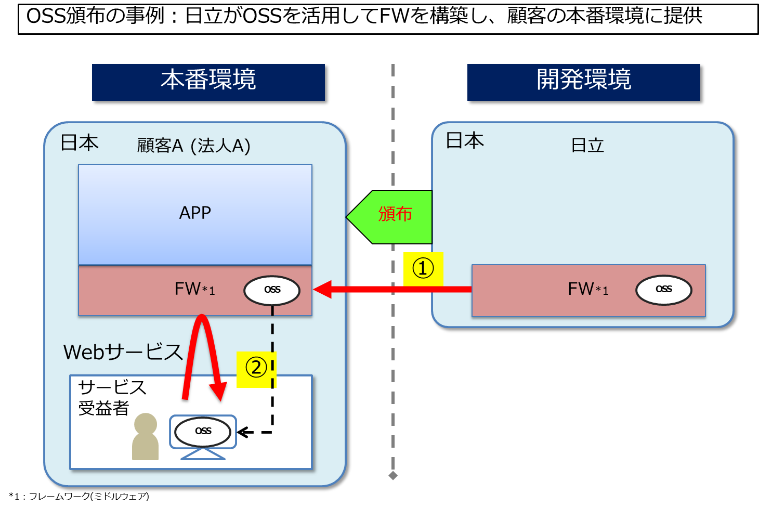 OSS頒布の事例：日立がOSSを活用してFWを構築し、顧客の本番環境に提供
本番環境
開発環境
日本
顧客A (法人A)
日本
日立
APP
頒布
①
FW*1
OSS
FW*1
OSS
Webサービス
②
サービス
受益者
OSS
*1：フレームワーク(ミドルウェア)